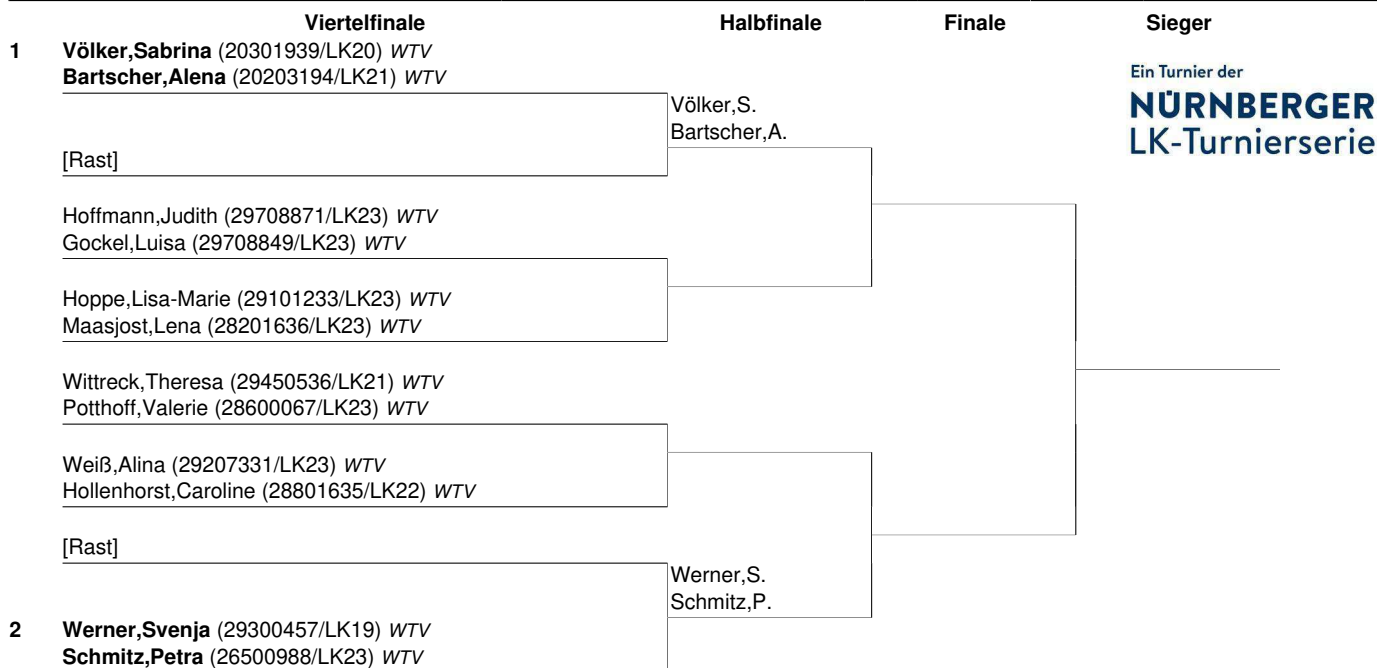 Viertelfinale Halbfinale Finale Sieger
1 Völker,Sabrina (20301939/LK20) WTV
Bartscher,Alena (20203194/LK21) WTV
Ein Turnier der
NÜRNBERGER
LK-Turnierserie
Völker,S.
Bartscher,A.
[Rast]
Hoffmann,Judith (29708871/LK23) WTV
Gockel,Luisa (29708849/LK23) WTV
Hoppe,Lisa-Marie (29101233/LK23) WTV
Maasjost,Lena (28201636/LK23) WTV
Wittreck,Theresa (29450536/LK21) WTV
Potthoff,Valerie (28600067/LK23) WTV
Weiß,Alina (29207331/LK23) WTV
Hollenhorst,Caroline (28801635/LK22) WTV
[Rast]
Werner,S.
Schmitz,P.
2 Werner,Svenja (29300457/LK19) WTV
Schmitz,Petra (26500988/LK23) WTV